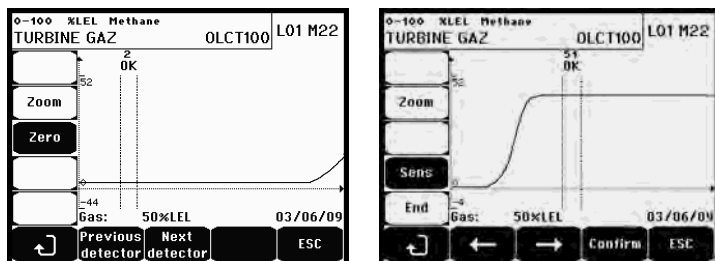 0-100 %LEL Methane
TURBINE GAZ OLCT100 L01 M22
2
OK
52
Zoom
Zero
0
-44
Gas: 50%LEL 03/06/09
Previous detector Next detector ESC
0-100 %LEL Methane
TURBINE GAZ OLCT100 L01 M22
51
OK
52
Zoom
Sens
0
-4
End
Gas: 50%LEL 03/06/09
← → Confirm ESC